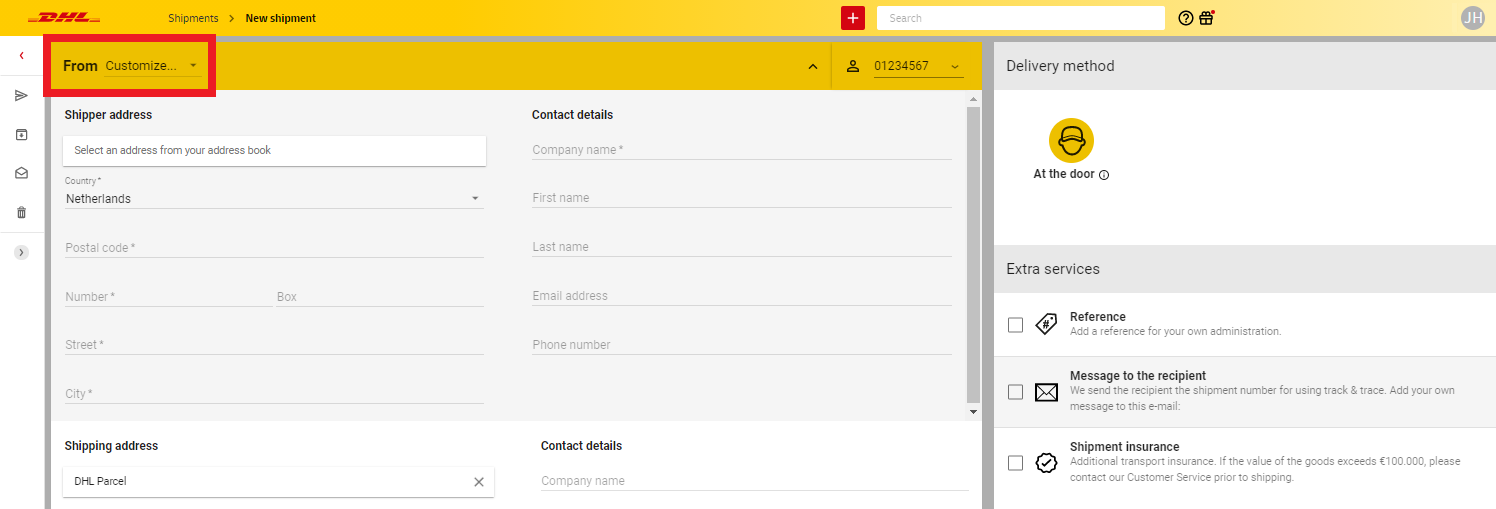 DHL
Shipments > New shipment
+
Search
JH
From Customize...
01234567
Delivery method
Shipper address
Contact details
Select an address from your address book
Company name *
Country *
Netherlands
First name
Postal code *
Last name
Number *
Box
Email address
Street *
Phone number
City *
At the door
Extra services
#
Reference
Add a reference for your own administration.
Message to the recipient
We send the recipient the shipment number for using track & trace. Add your own
message to this e-mail:
Shipping address
Contact details
DHL Parcel
Company name
Shipment insurance
Additional transport insurance. If the value of the goods exceeds €100.000, please
contact our Customer Service prior to shipping.